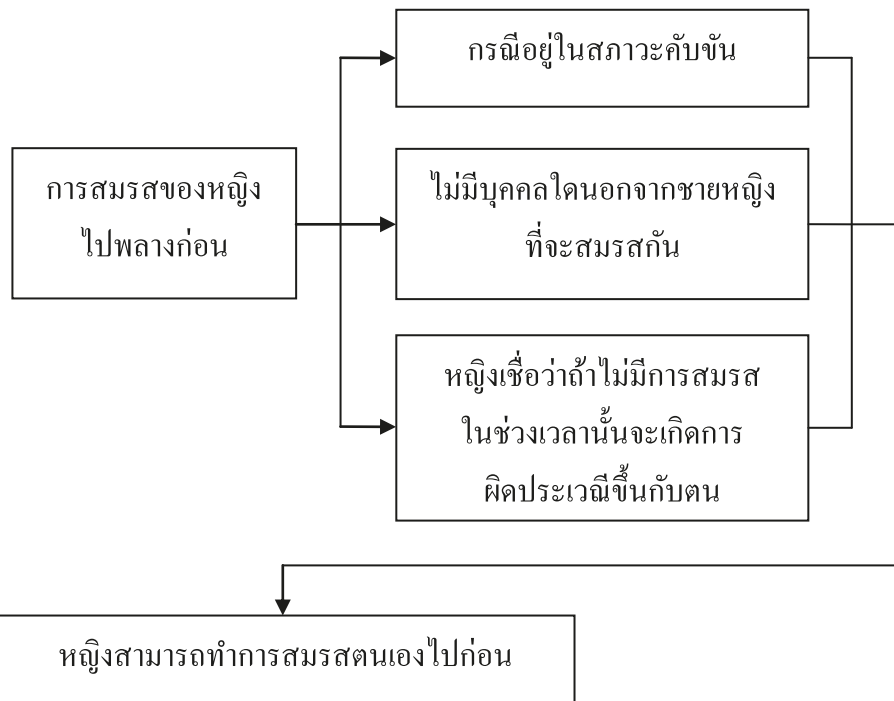 กรณีอยู่ในสภาวะคับขัน
การสมรสของหญิง
ไปพลางก่อน
ไม่มีบุคคลใดนอกจากชายหญิง
ที่จะสมรสกัน
หญิงเชื่อว่าถ้าไม่มีการสมรส
ในช่วงเวลานั้นจะเกิดการ
ผิดประเวณีขึ้นกับตน
หญิงสามารถทำการสมรสตนเองไปก่อน